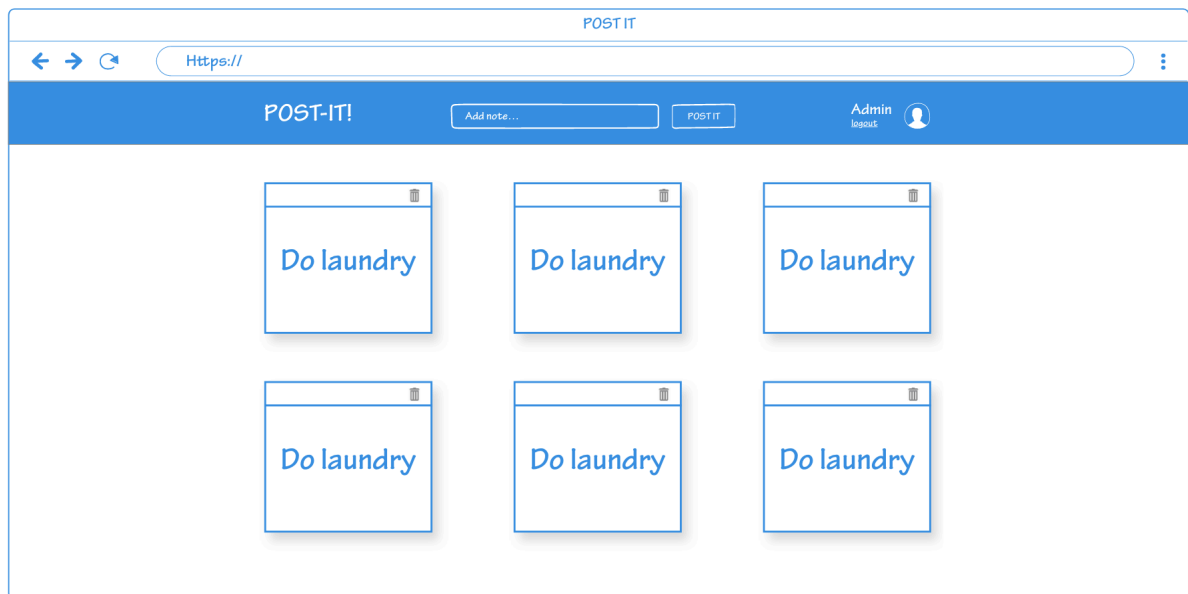 POST IT
Https://
POST-IT!
Add note...
POST IT
Admin
logout
Do laundry
Do laundry
Do laundry
Do laundry
Do laundry
Do laundry